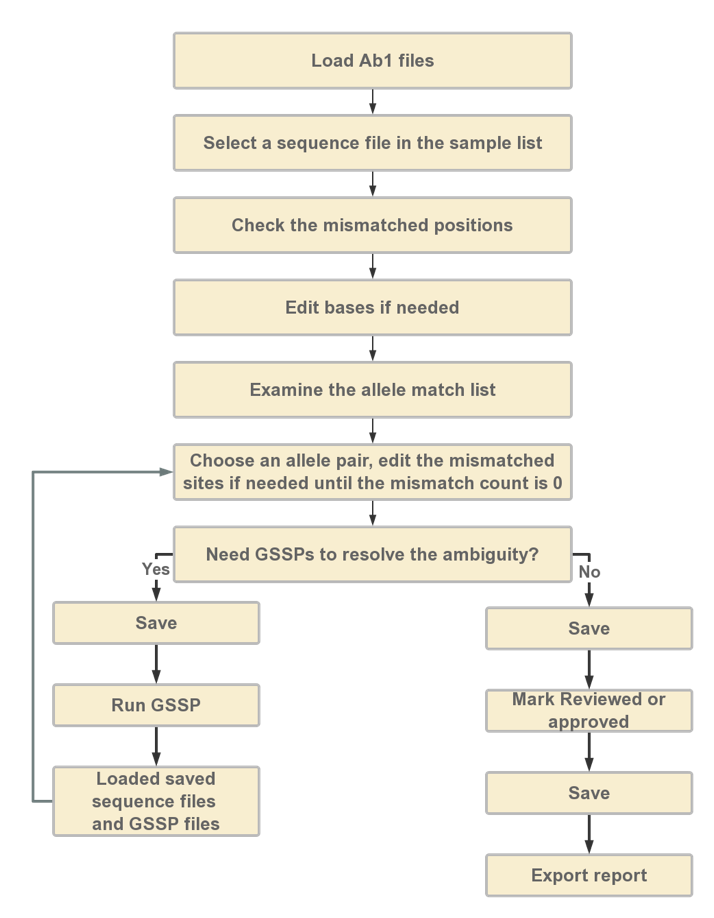 Load Ab1 files
Select a sequence file in the sample list
Check the mismatched positions
Edit bases if needed
Examine the allele match list
Choose an allele pair, edit the mismatched
sites if needed until the mismatch count is 0
Need GSSPs to resolve the ambiguity?
Yes
Save
Run GSSP
Loaded saved
sequence files
and GSSP files
No
Save
Mark Reviewed or
approved
Save
Export report